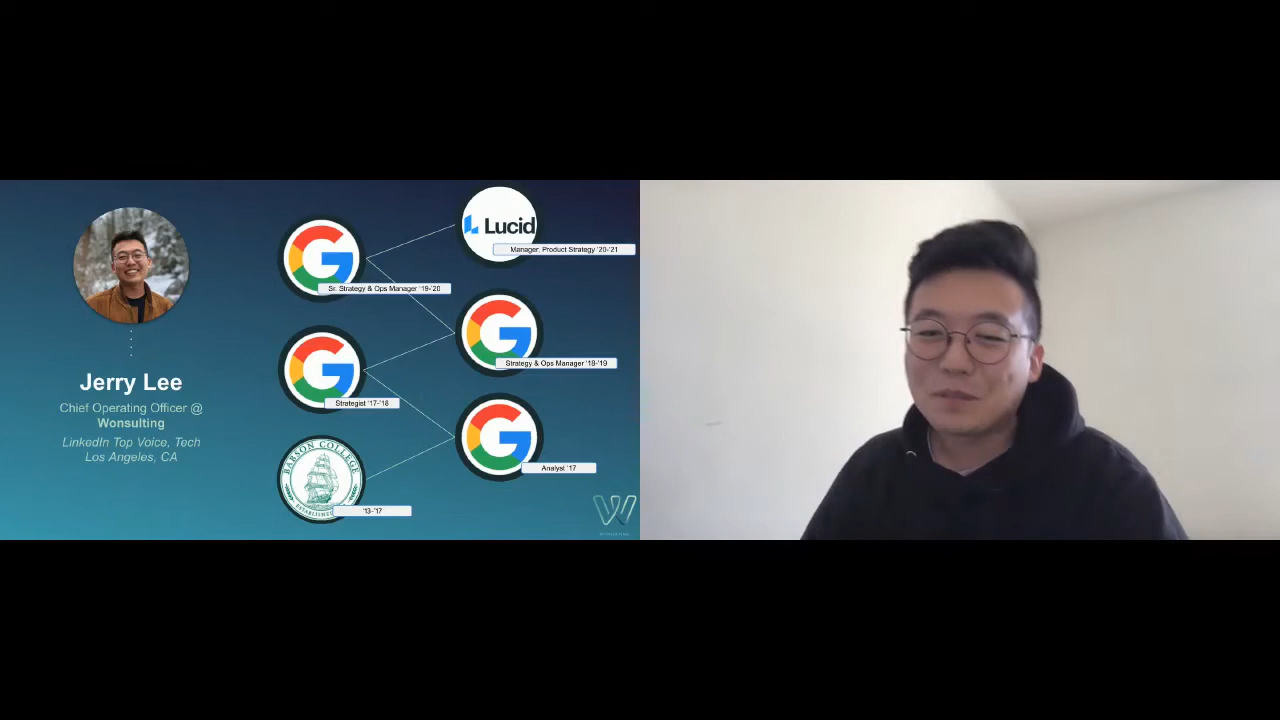 Jerry Lee
Chief Operating Officer @
Wonsulting
LinkedIn Top Voice, Tech
Los Angeles, CA
Lucid
Manager, Product Strategy '20-'21
Sr. Strategy & Ops Manager '19-'20
Strategy & Ops Manager '18-'19
Strategist '17-'18
Analyst '17
BABSON COLLEGE
ESTABLISHED
'13-'17